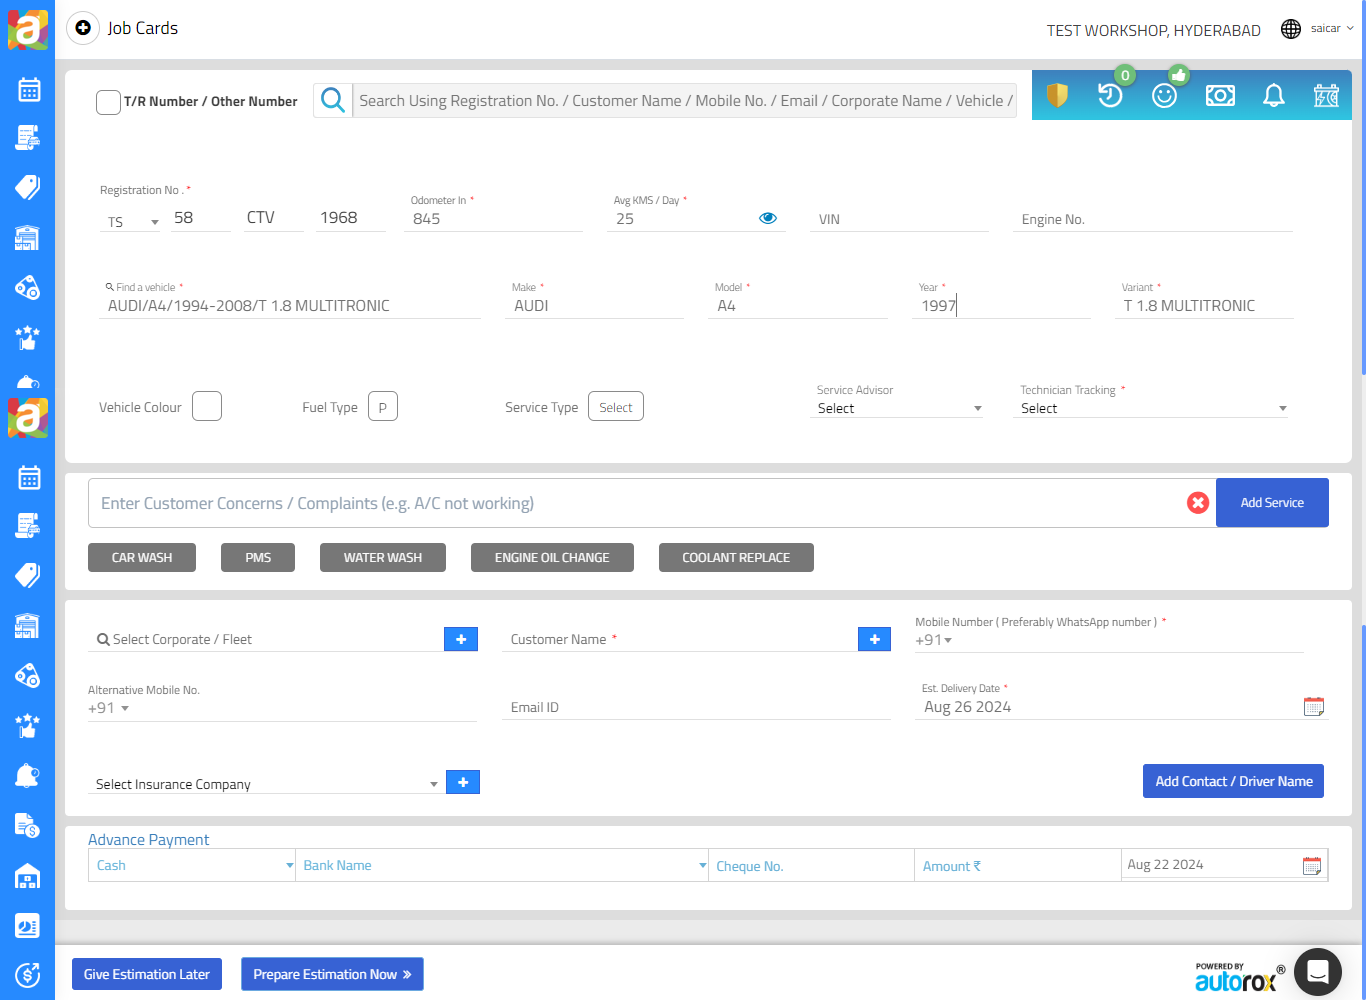 Job Cards
TEST WORKSHOP, HYDERABAD
saicar
T/R Number / Other Number
Search Using Registration No. / Customer Name / Mobile No. / Email / Corporate Name / Vehicle /
0
Registration No . *
TS
58
CTV
1968
Odometer In *
845
Avg KMS / Day *
25
VIN
Engine No.
Find a vehicle *
AUDI/A4/1994-2008/T 1.8 MULTITRONIC
Make *
AUDI
Model *
A4
Year *
1997
Variant *
T 1.8 MULTITRONIC
Vehicle Colour
Fuel Type
P
Service Type
Select
Service Advisor
Select
Technician Tracking *
Select
Enter Customer Concerns / Complaints (e.g. A/C not working)
Add Service
CAR WASH
PMS
WATER WASH
ENGINE OIL CHANGE
COOLANT REPLACE
Select Corporate / Fleet
Customer Name *
Mobile Number ( Preferably WhatsApp number ) *
+91
Alternative Mobile No.
+91
Email ID
Est. Delivery Date *
Aug 26 2024
Select Insurance Company
Add Contact / Driver Name
Advance Payment
Cash
Bank Name
Cheque No.
Amount ₹
Aug 22 2024
Give Estimation Later
Prepare Estimation Now »
POWERED BY
autorox®